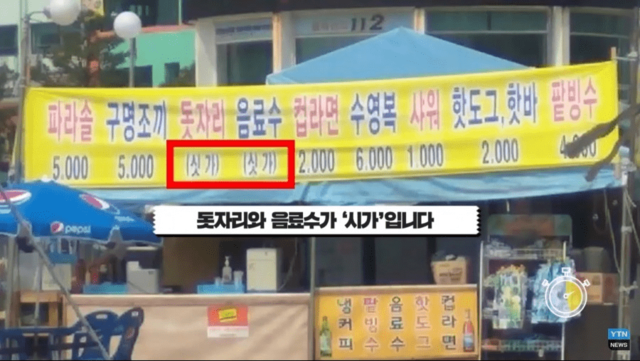 112
파라솔 구명조끼 돗자리 음료수 컵라면 수영복 샤워 핫도그,핫바 팥빙수
5.000 5.000 (싯가) (싯가) 2.000 6.000 1.000 2.000
돗자리와 음료수가 '시가'입니다
pepsi
냉커피
팥빙수
음료수
핫도그
컵라면
YTN
NEWS